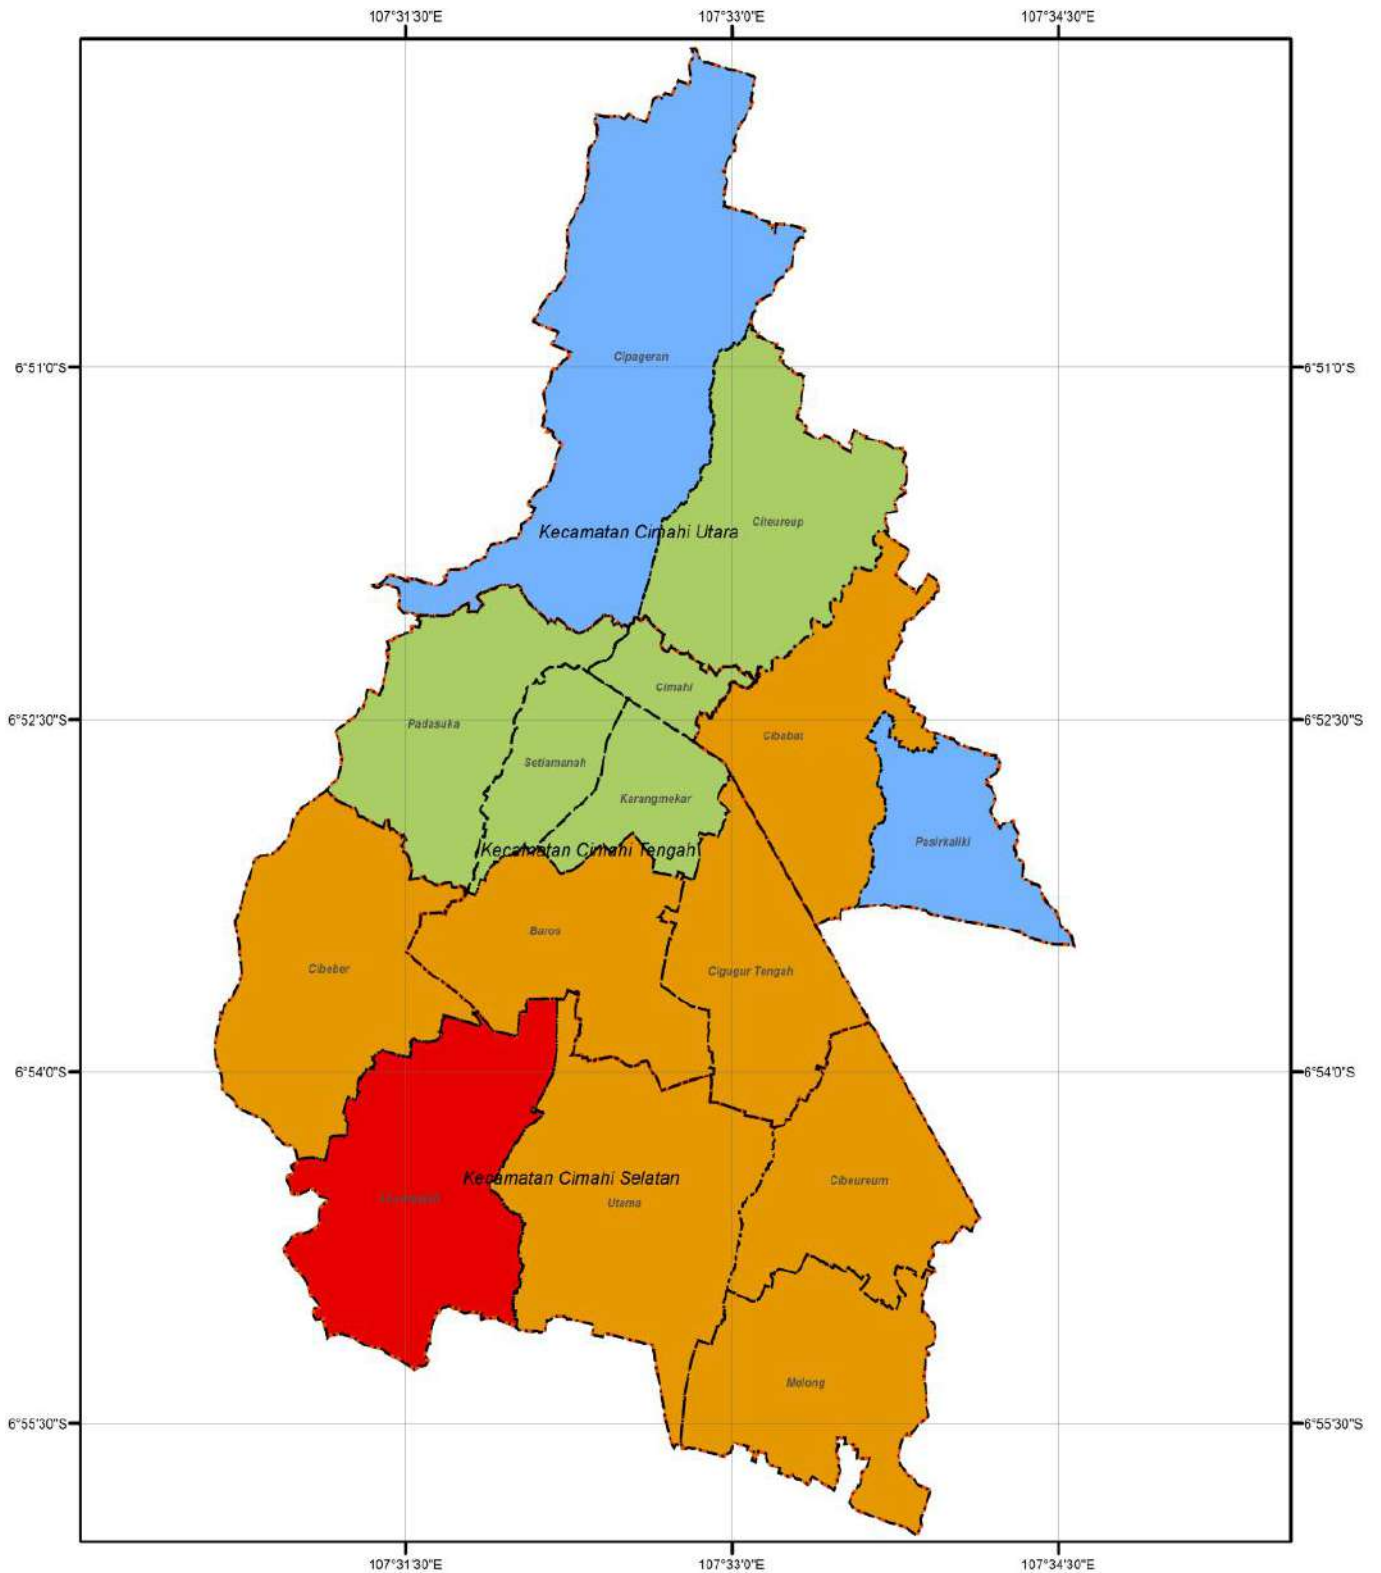 107°31'30"E
107°33'0"E
107°34'30"E
Cipageran
6°51'0"S
6°51'0"S
Citeureup
Kecamatan Cimahi Utara
Cimahi
6°52'30"S
6°52'30"S
Padasuka
Cibabat
Setiamanah
Karangmekar
Pasirkaliki
Kecamatan Cimahi Tengah
Baros
Cibeber
Cigugur Tengah
6°54'0"S
6°54'0"S
Kecamatan Cimahi Selatan
Cibeureum
Utama
Melong
6°55'30"S
6°55'30"S
107°31'30"E
107°33'0"E
107°34'30"E